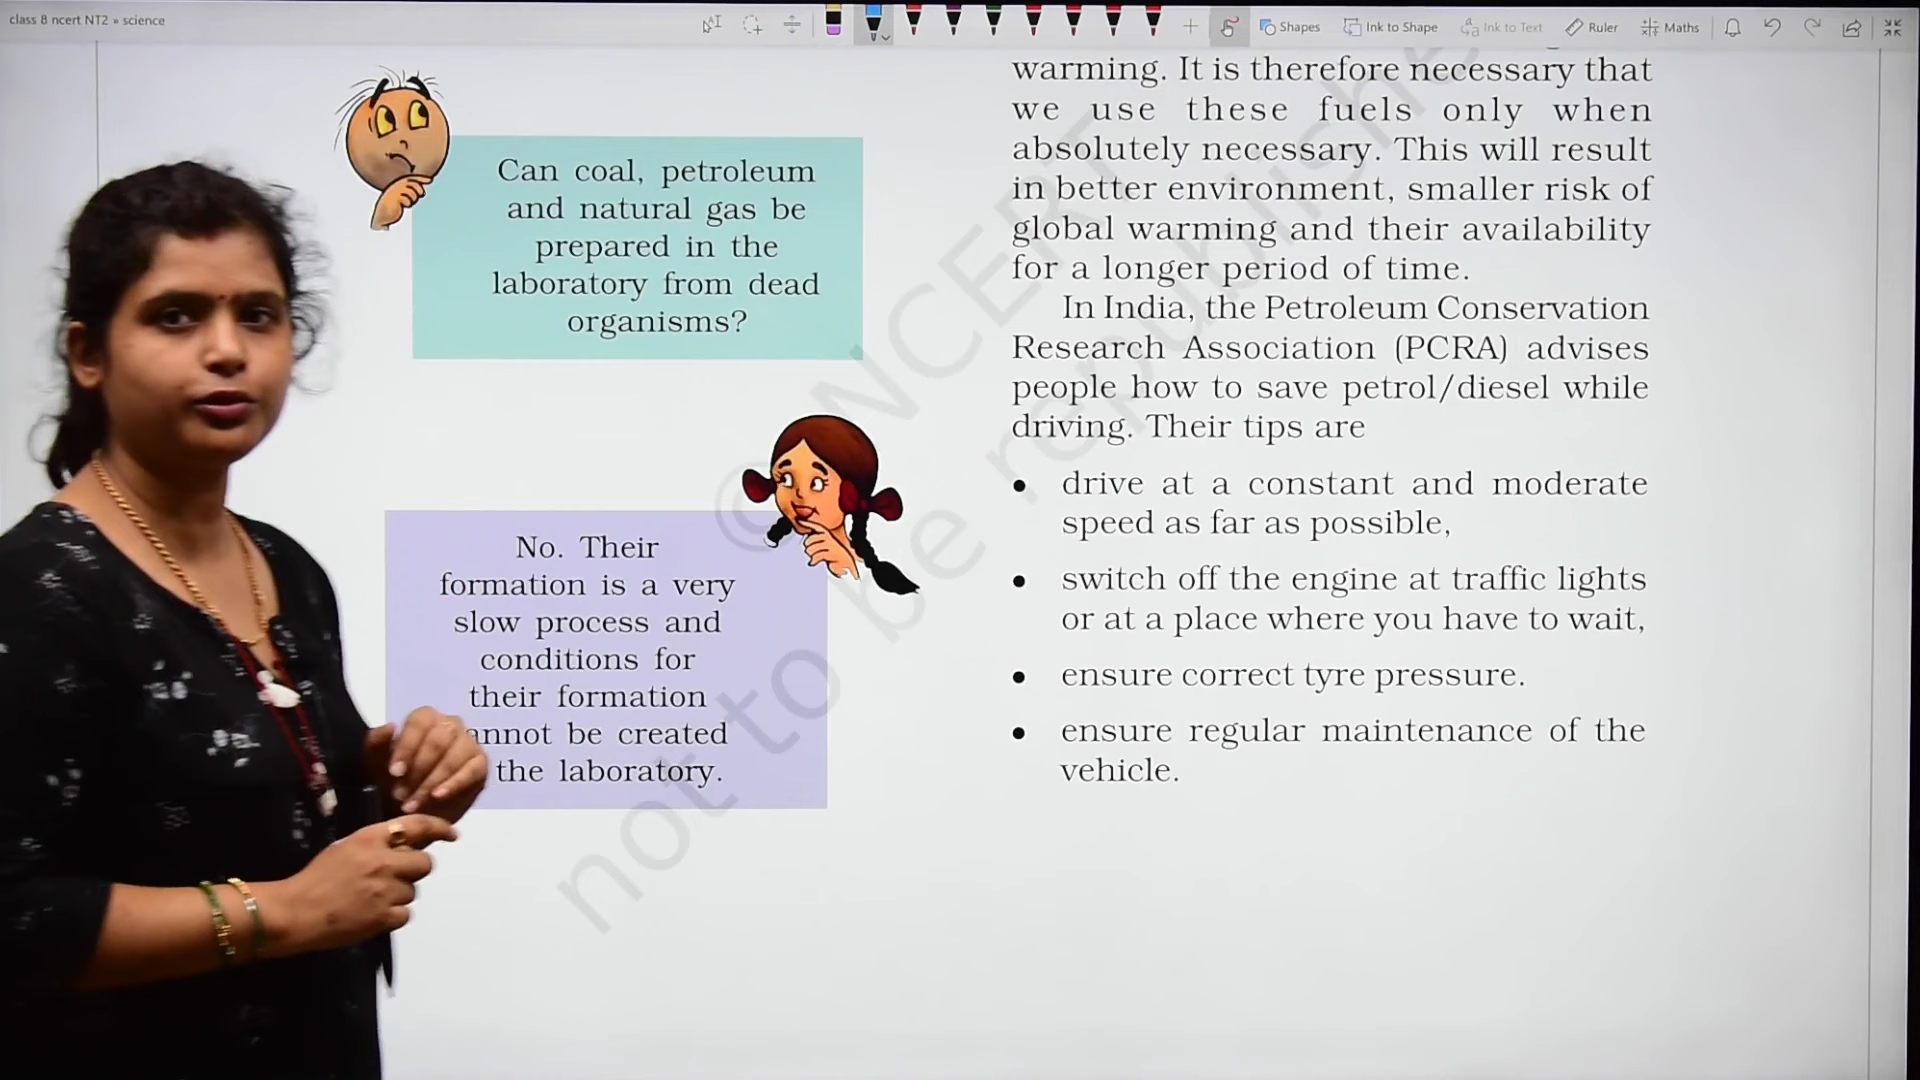 class 8 ncert NT2 » science
Shapes
Ink to Shape
Ink to Text
Ruler
Maths
Can coal, petroleum
and natural gas be
prepared in the
laboratory from dead
organisms?
No. Their
formation is a very
slow process and
conditions for
their formation
annot be created
the laboratory.
warming. It is therefore necessary that
we use these fuels only when
absolutely necessary. This will result
in better environment, smaller risk of
global warming and their availability
for a longer period of time.
In India, the Petroleum Conservation
Research Association (PCRA) advises
people how to save petrol/diesel while
driving. Their tips are
• drive at a constant and moderate
speed as far as possible,
• switch off the engine at traffic lights
or at a place where you have to wait,
• ensure correct tyre pressure.
• ensure regular maintenance of the
vehicle.
© NCERT
not to be republishe